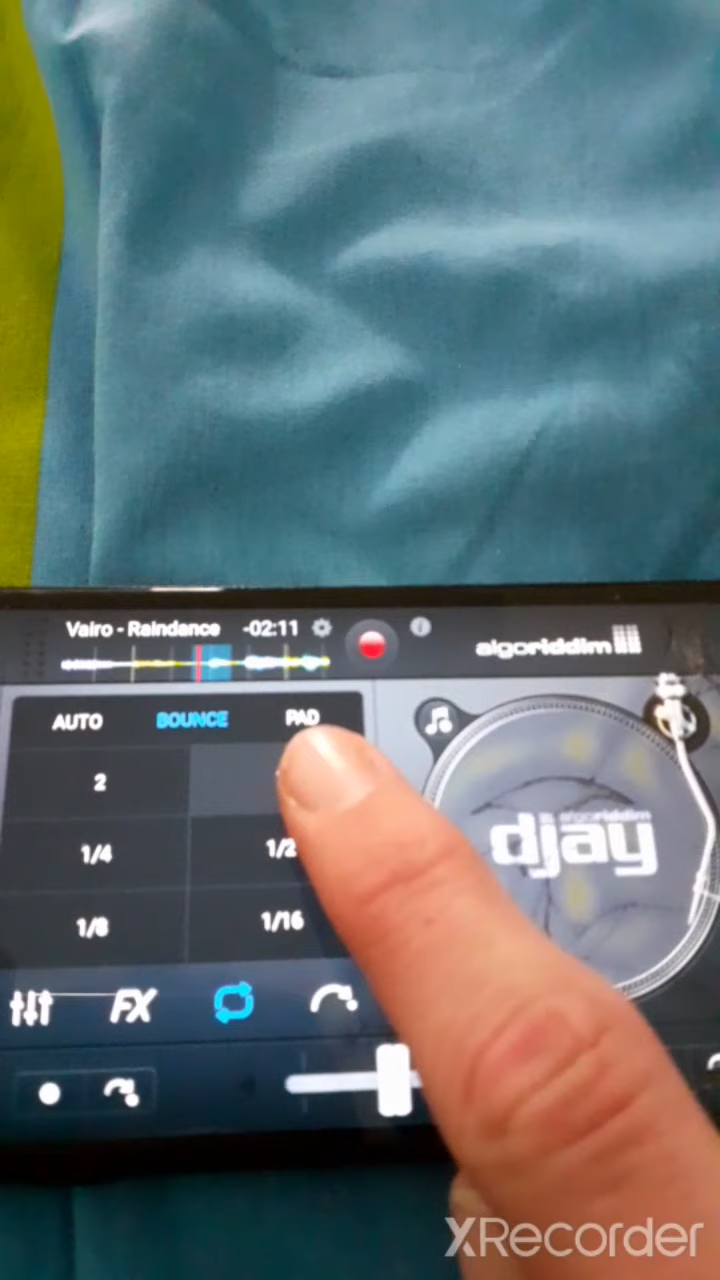 Vairo - Raindance -02:11
algoriddim
AUTO BOUNCE PAD
2
1/4 1/2
1/8 1/16
algoriddim
djay
FX
XRecorder